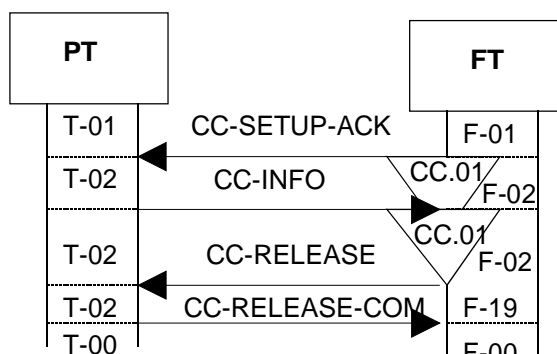 PT FT
T-01 CC-SETUP-ACK F-01
T-02 CC-INFO CC.01 F-02
T-02 CC-RELEASE CC.01 F-02
T-02 CC-RELEASE-COM F-19
T-00 F-00